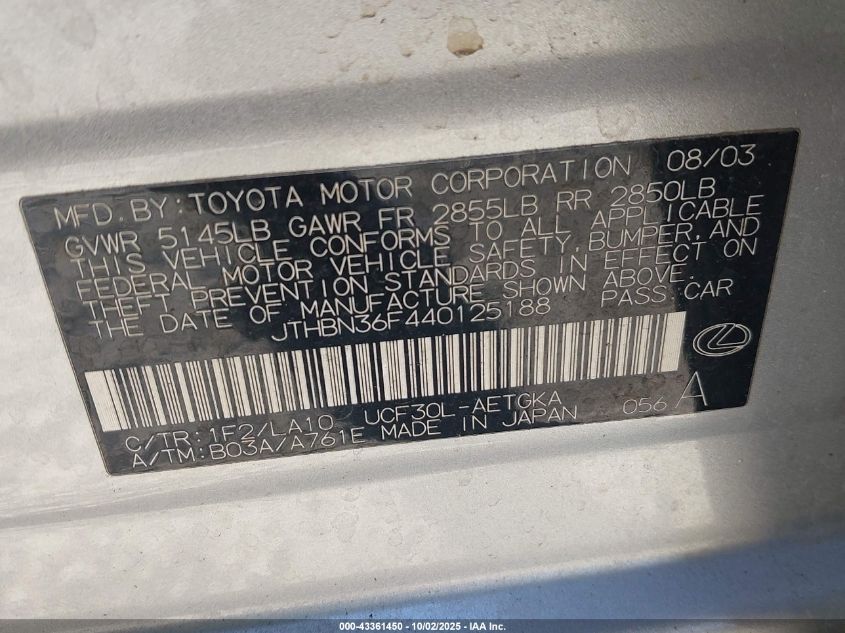 MFD. BY: TOYOTA MOTOR CORPORATION 08/03
GVWR 5145LB GAWR FR 2855LB RR 2850LB
THIS VEHICLE CONFORMS TO ALL APPLICABLE
FEDERAL MOTOR VEHICLE SAFETY, BUMPER, AND
THEFT PREVENTION STANDARDS IN EFFECT ON
THE DATE OF MANUFACTURE SHOWN ABOVE.
JTHBN36F440125188 PASS.CAR
C/TR: 1F2/LA10 UCF30L-AETGKA 056 A
A/TM: B03A/A761E MADE IN JAPAN
000-43361450 - 10/02/2025 - IAA Inc.